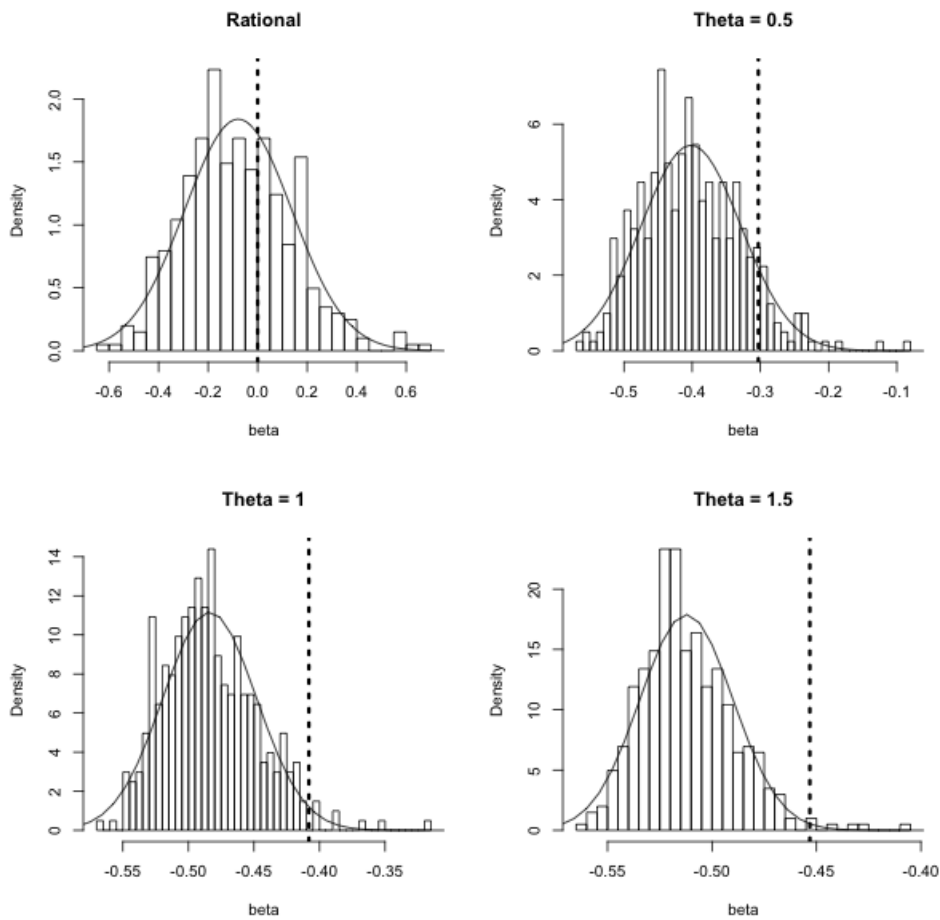 Rational
Density
0.0 0.5 1.0 1.5 2.0
-0.6 -0.4 -0.2 0.0 0.2 0.4 0.6
beta
Theta = 0.5
Density
0 2 4 6
-0.5 -0.4 -0.3 -0.2 -0.1
beta
Theta = 1
Density
0 2 4 6 8 10 12 14
-0.55 -0.50 -0.45 -0.40 -0.35
beta
Theta = 1.5
Density
0 5 10 15 20
-0.55 -0.50 -0.45 -0.40
beta